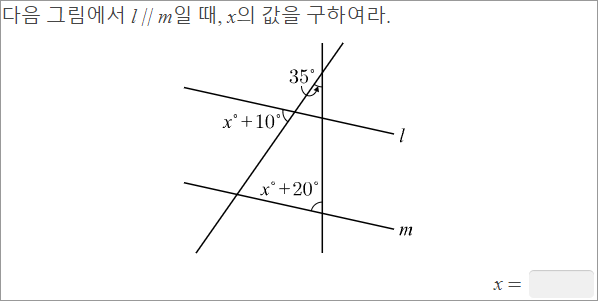 다음 그림에서 l // m일 때, x의 값을 구하여라.
35°
x°+10°
l
x°+20°
m
x =